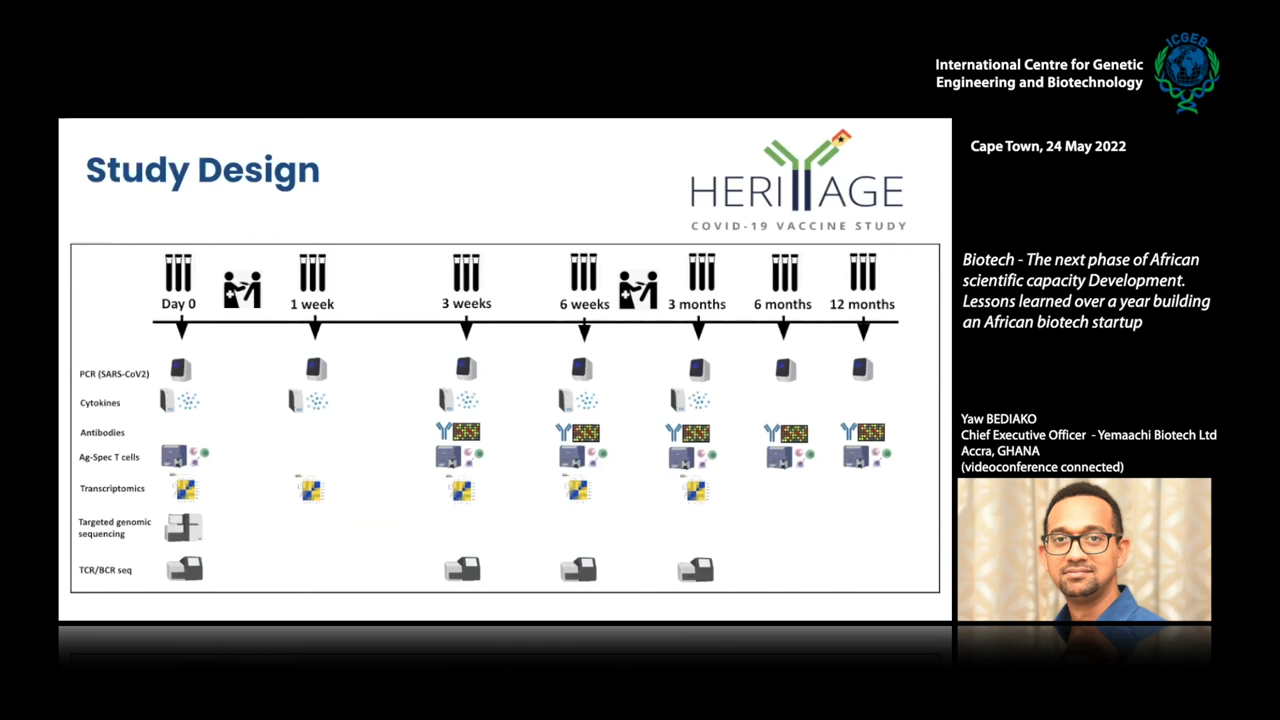 ICGEB
International Centre for Genetic
Engineering and Biotechnology
Cape Town, 24 May 2022
Study Design
HERITAGE
COVID-19 VACCINE STUDY
Day 0
1 week
3 weeks
6 weeks
3 months
6 months
12 months
PCR (SARS-CoV2)
Cytokines
Antibodies
Ag-Spec T cells
Transcriptomics
Targeted genomic
sequencing
TCR/BCR seq
Biotech - The next phase of African
scientific capacity Development.
Lessons learned over a year building
an African biotech startup
Yaw BEDIAKO
Chief Executive Officer - Yemaachi Biotech Ltd
Accra, GHANA
(videoconference connected)